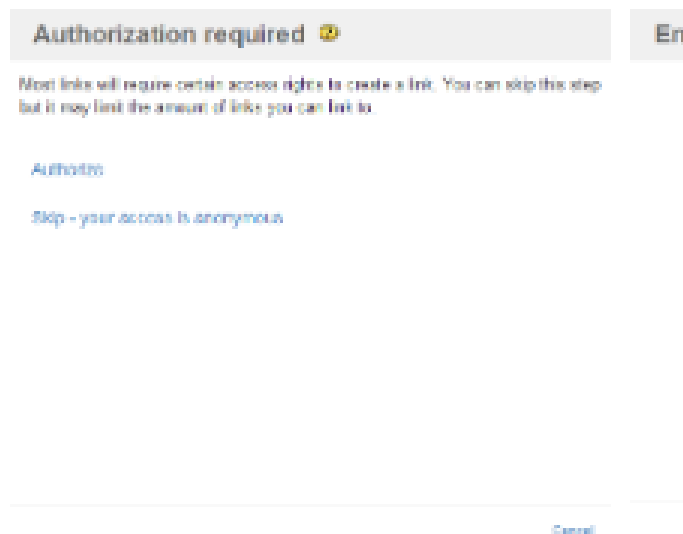 Authorization required
En
Most links will require certain access rights to create a link. You can skip this step
but it may limit the amount of links you can link to
Authorize
Skip - your access is anonymous
Cancel